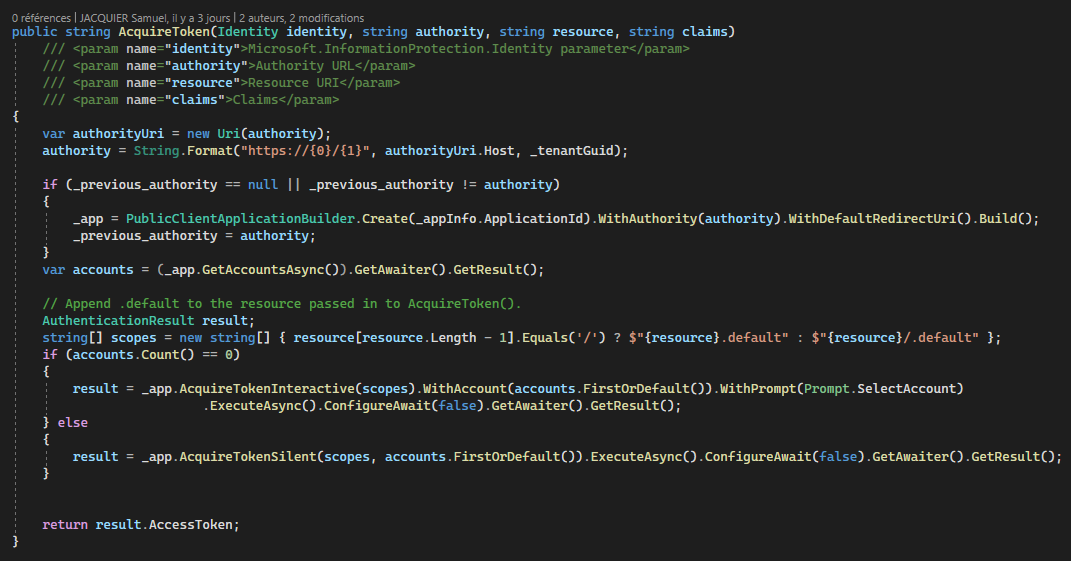 0 références | JACQUIER Samuel, il y a 3 jours | 2 auteurs, 2 modifications
public string AcquireToken(Identity identity, string authority, string resource, string claims)
/// <param name="identity">Microsoft.InformationProtection.Identity parameter</param>
/// <param name="authority">Authority URL</param>
/// <param name="resource">Resource URI</param>
/// <param name="claims">Claims</param>
{
var authorityUri = new Uri(authority);
authority = String.Format("https://{0}/{1}", authorityUri.Host, _tenantGuid);
if (_previous_authority == null || _previous_authority != authority)
{
_app = PublicClientApplicationBuilder.Create(_appInfo.ApplicationId).WithAuthority(authority).WithDefaultRedirectUri().Build();
_previous_authority = authority;
}
var accounts = (_app.GetAccountsAsync()).GetAwaiter().GetResult();
// Append .default to the resource passed in to AcquireToken().
AuthenticationResult result;
string[] scopes = new string[] { resource[resource.Length - 1].Equals('/') ? $"{resource}.default" : $"{resource}/.default" };
if (accounts.Count() == 0)
{
result = _app.AcquireTokenInteractive(scopes).WithAccount(accounts.FirstOrDefault()).WithPrompt(Prompt.SelectAccount)
.ExecuteAsync().ConfigureAwait(false).GetAwaiter().GetResult();
} else
{
result = _app.AcquireTokenSilent(scopes, accounts.FirstOrDefault()).ExecuteAsync().ConfigureAwait(false).GetAwaiter().GetResult();
}
return result.AccessToken;
}